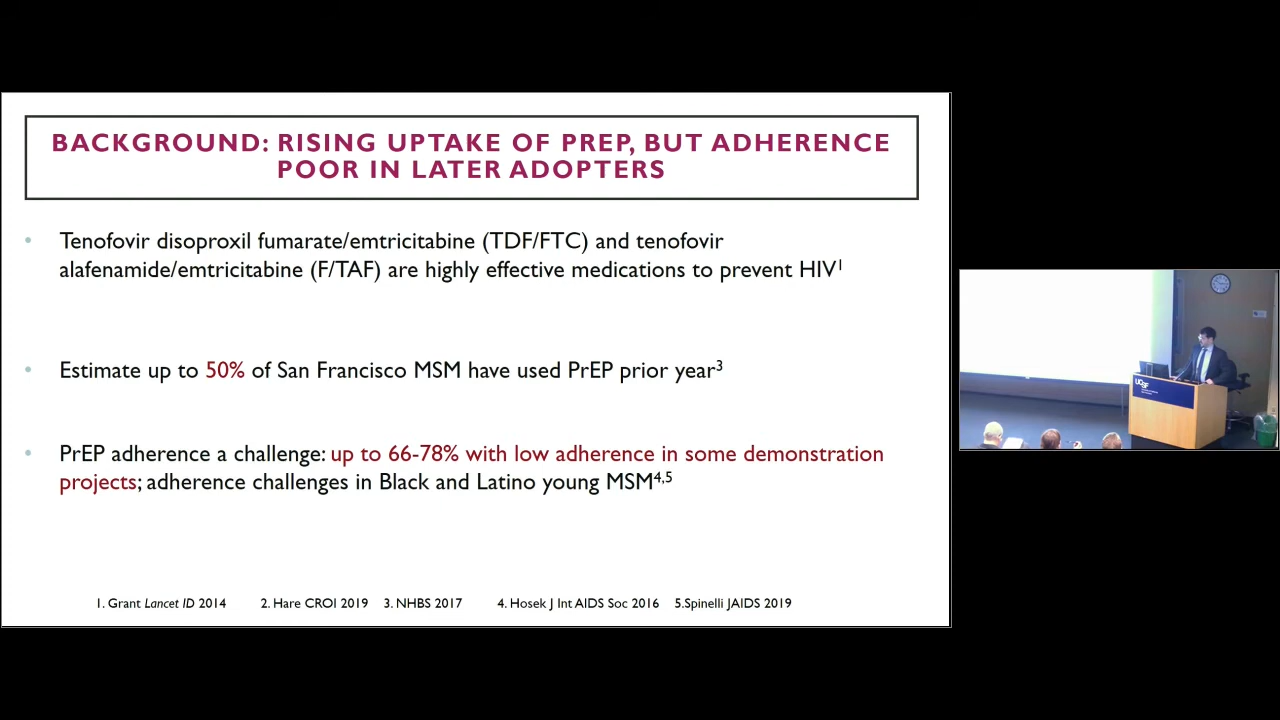 BACKGROUND: RISING UPTAKE OF PREP, BUT ADHERENCE
POOR IN LATER ADOPTERS
• Tenofovir disoproxil fumarate/emtricitabine (TDF/FTC) and tenofovir
alafenamide/emtricitabine (F/TAF) are highly effective medications to prevent HIV¹
• Estimate up to 50% of San Francisco MSM have used PrEP prior year³
• PrEP adherence a challenge: up to 66-78% with low adherence in some demonstration
projects; adherence challenges in Black and Latino young MSM⁴,⁵
1. Grant Lancet ID 2014 2. Hare CROI 2019 3. NHBS 2017 4. Hosek J Int AIDS Soc 2016 5.Spinelli JAIDS 2019
UCSF